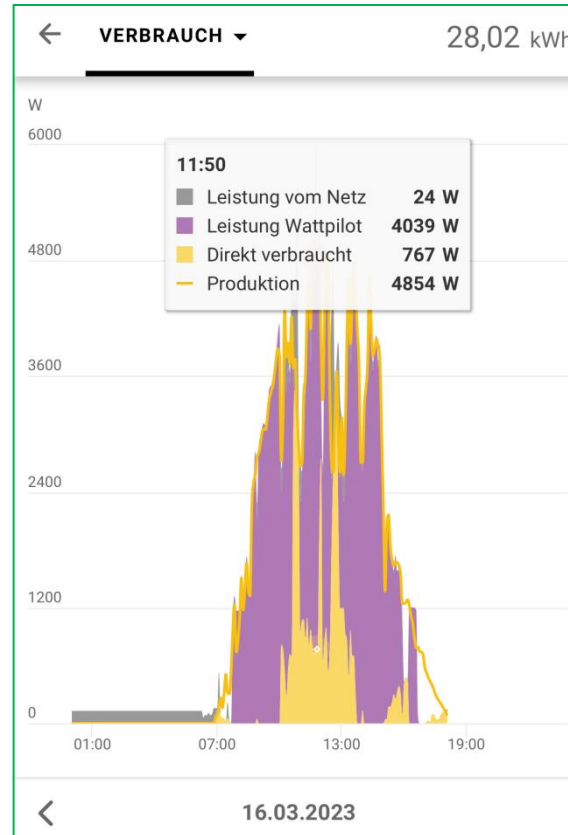 VERBRAUCH
28,02 kWh
W
6000
11:50
Leistung vom Netz 24 W
Leistung Wattpilot 4039 W
Direkt verbraucht 767 W
Produktion 4854 W
4800
3600
2400
1200
0
01:00 07:00 13:00 19:00
16.03.2023